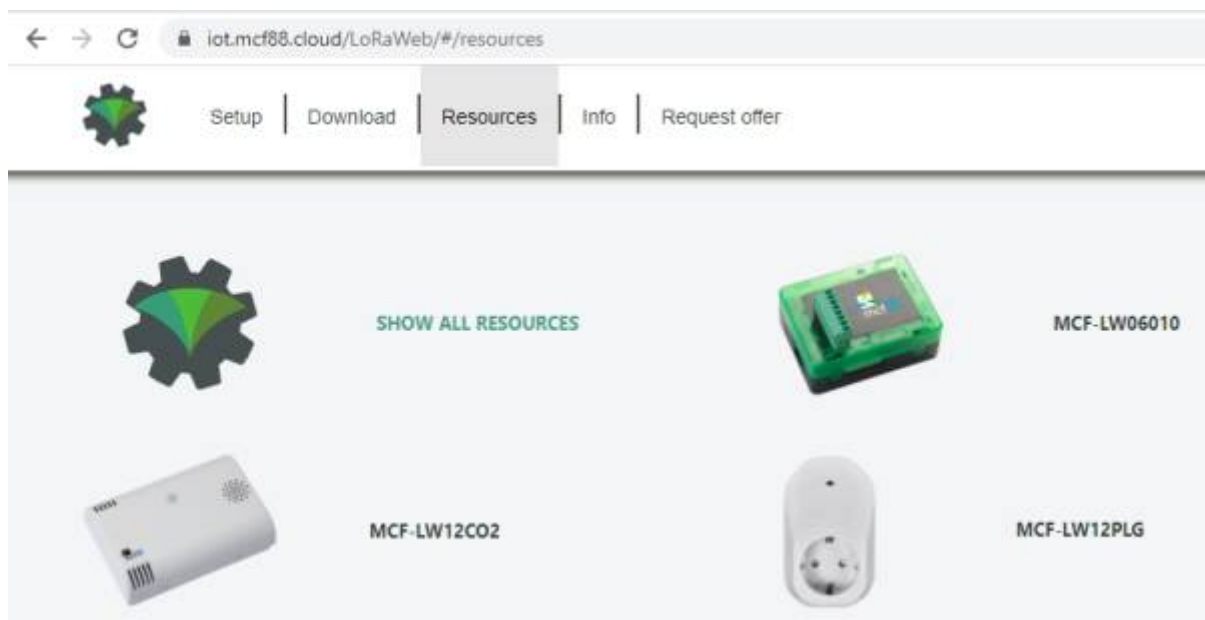 iot.mcf88.cloud/LoRaWeb/#/resources
Setup Download Resources Info Request offer
SHOW ALL RESOURCES
MCF-LW06010
MCF-LW12CO2
MCF-LW12PLG